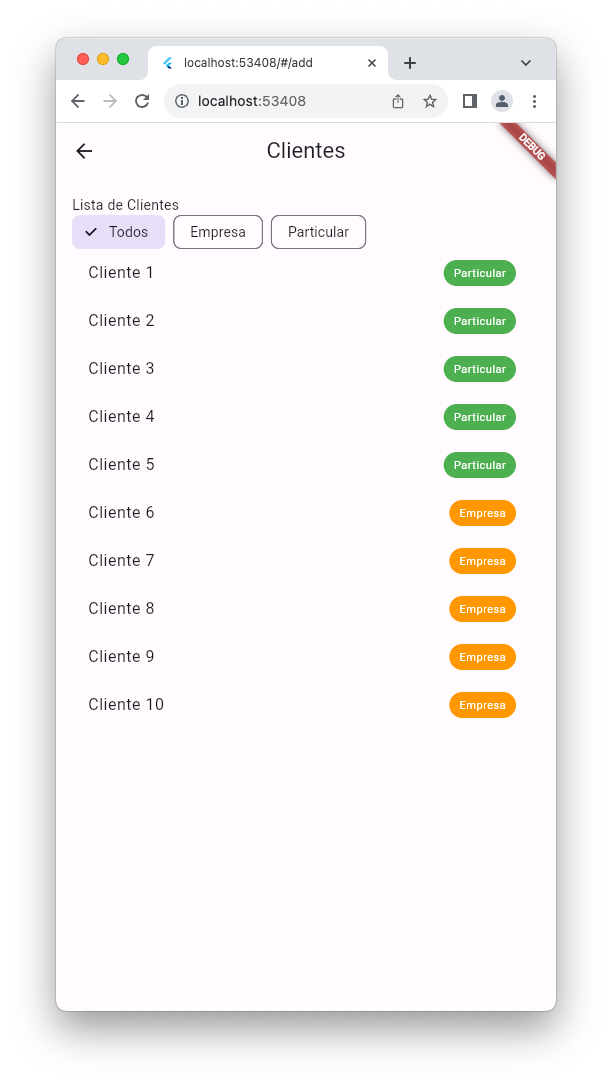 localhost:53408/#/add
localhost:53408
DEBUG
Clientes
Lista de Clientes
Todos Empresa Particular
Cliente 1 Particular
Cliente 2 Particular
Cliente 3 Particular
Cliente 4 Particular
Cliente 5 Particular
Cliente 6 Empresa
Cliente 7 Empresa
Cliente 8 Empresa
Cliente 9 Empresa
Cliente 10 Empresa